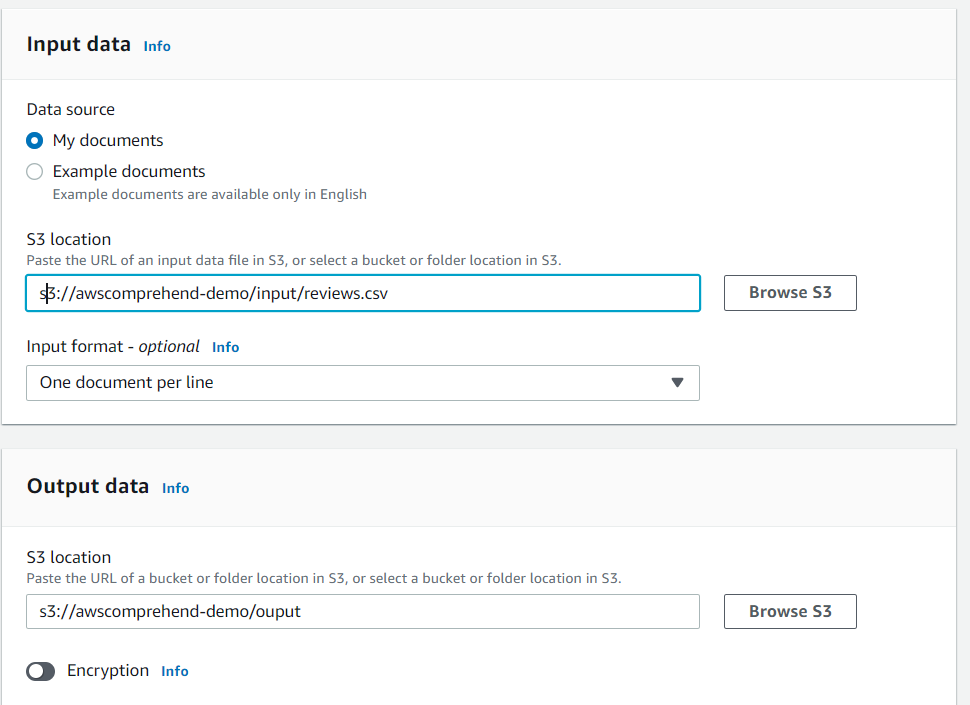 Input data Info
Data source
My documents
Example documents
Example documents are available only in English
S3 location
Paste the URL of an input data file in S3, or select a bucket or folder location in S3.
s3://awscomprehend-demo/input/reviews.csv
Browse S3
Input format - optional Info
One document per line
Output data Info
S3 location
Paste the URL of a bucket or folder location in S3, or select a bucket or folder location in S3.
s3://awscomprehend-demo/ouput
Browse S3
Encryption Info